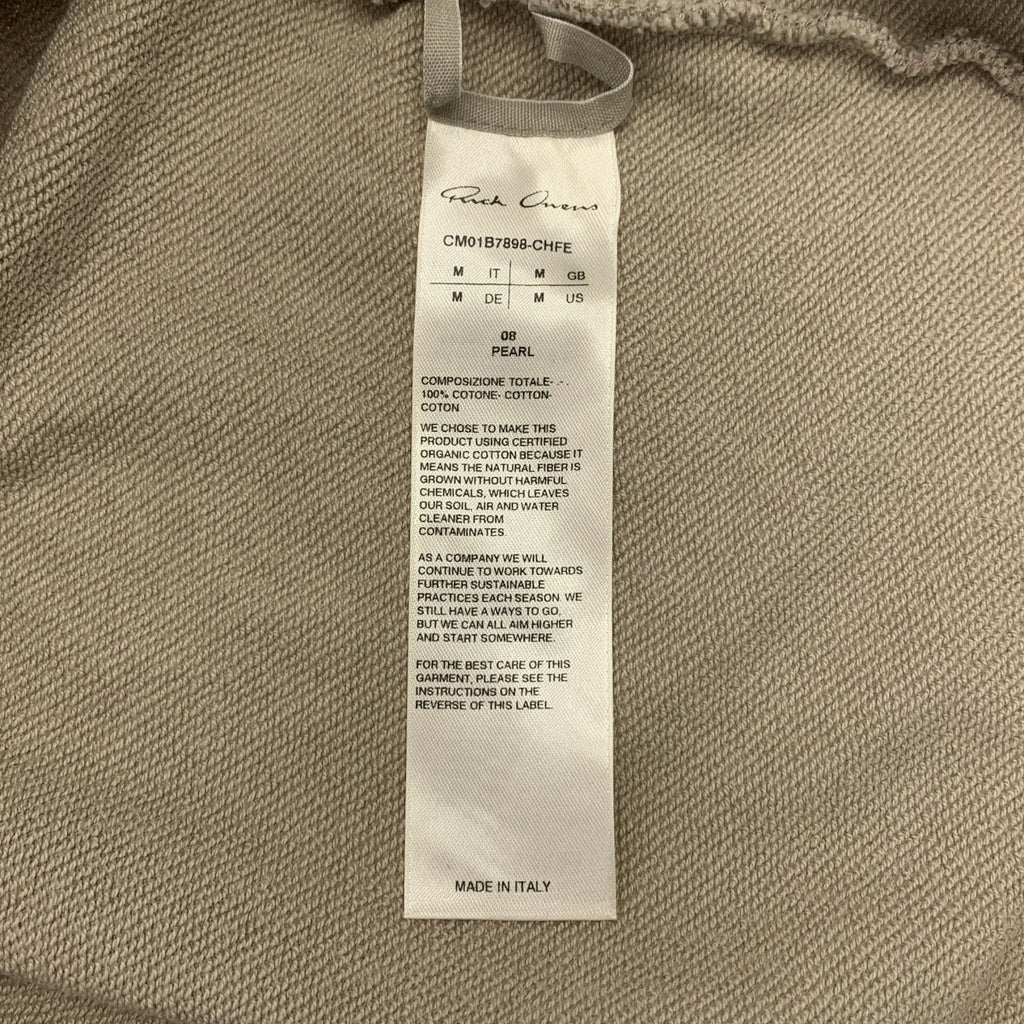 Rick Owens
CM01B7898-CHFE
M IT M GB
M DE M US
08
PEARL
COMPOSIZIONE TOTALE- - -
100% COTONE- COTTON-
COTON
WE CHOSE TO MAKE THIS
PRODUCT USING CERTIFIED
ORGANIC COTTON BECAUSE IT
MEANS THE NATURAL FIBER IS
GROWN WITHOUT HARMFUL
CHEMICALS, WHICH LEAVES
OUR SOIL, AIR AND WATER
CLEANER FROM
CONTAMINATES.
AS A COMPANY WE WILL
CONTINUE TO WORK TOWARDS
FURTHER SUSTAINABLE
PRACTICES EACH SEASON. WE
STILL HAVE A WAYS TO GO,
BUT WE CAN ALL AIM HIGHER
AND START SOMEWHERE.
FOR THE BEST CARE OF THIS
GARMENT, PLEASE SEE THE
INSTRUCTIONS ON THE
REVERSE OF THIS LABEL.
MADE IN ITALY